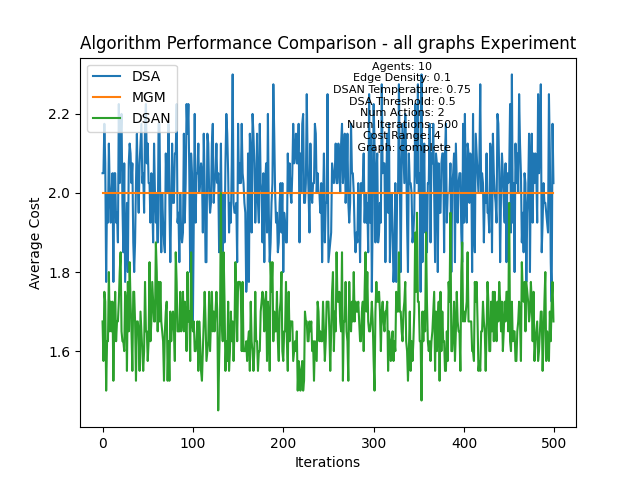 Algorithm Performance Comparison - all graphs Experiment
DSA
MGM
DSAN
Agents: 10
Edge Density: 0.1
DSAN Temperature: 0.75
DSA Threshold: 0.5
Num Actions: 2
Num Iterations: 500
Cost Range: 4
Graph: complete
Average Cost
2.2
2.0
1.8
1.6
0
100
200
300
400
500
Iterations